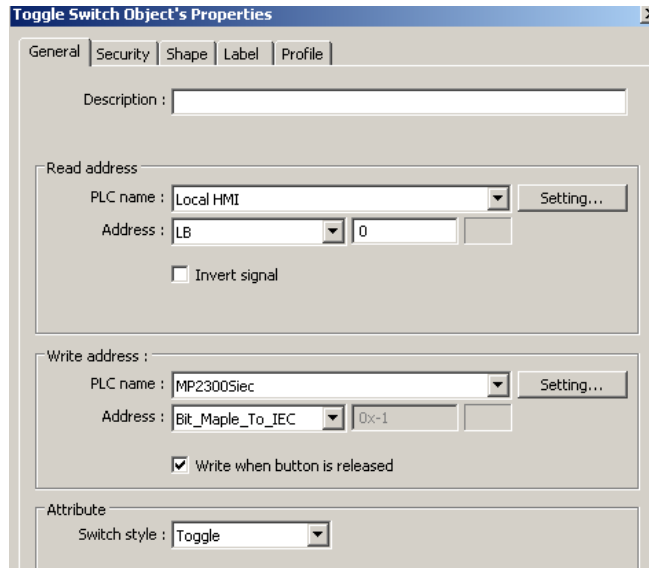 Toggle Switch Object's Properties
General Security Shape Label Profile
Description :
Read address
PLC name : Local HMI Setting...
Address : LB 0
Invert signal
Write address :
PLC name : MP2300Siec Setting...
Address : Bit_Maple_To_IEC 0x-1
Write when button is released
Attribute
Switch style : Toggle